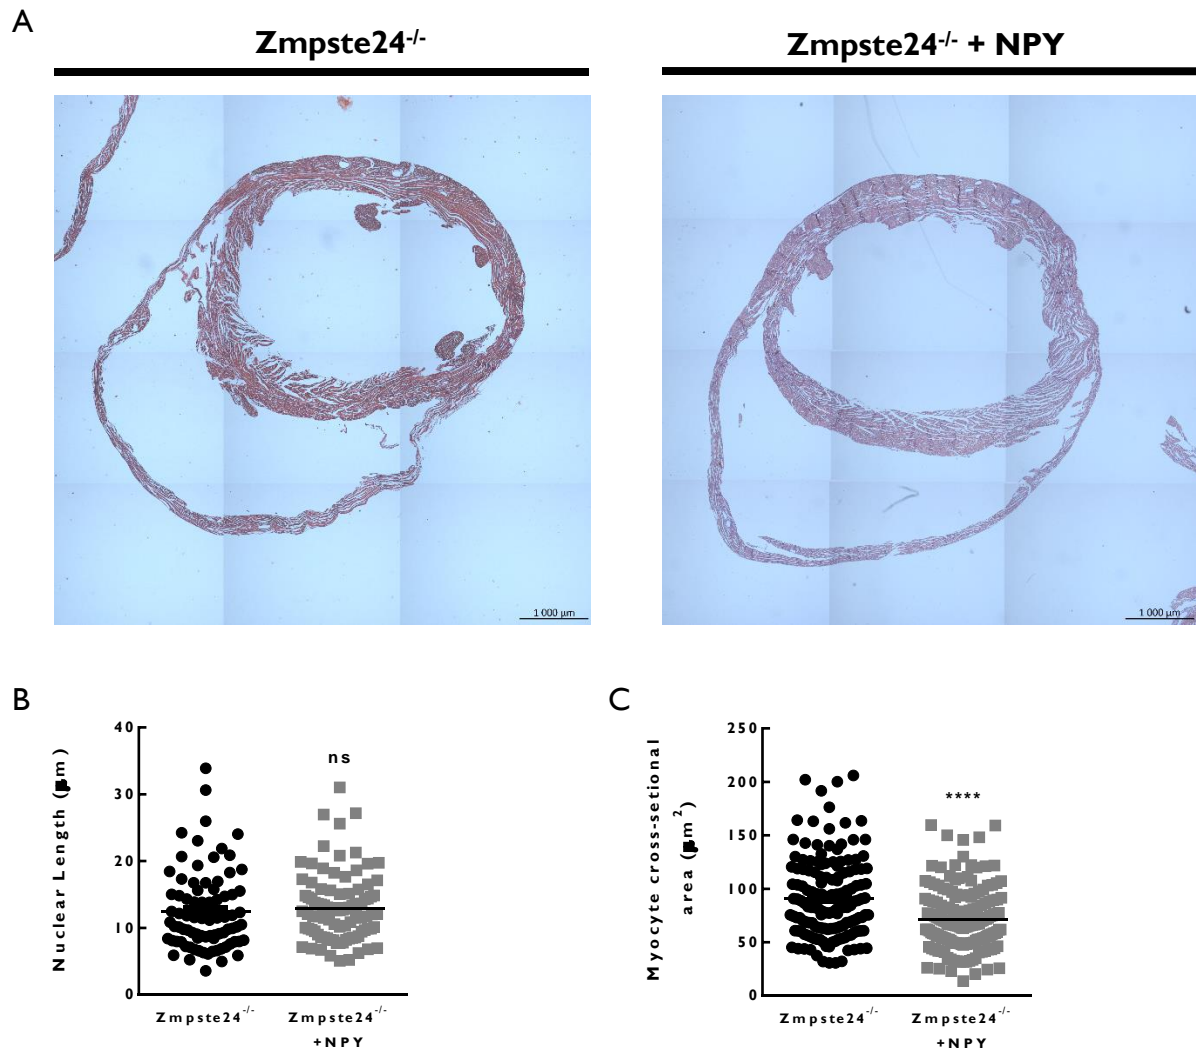 A
Zmpste24-/-
Zmpste24-/- + NPY
1 000 µm
1 000 µm
B
Nuclear Length (µm)
40
30
20
10
0
ns
Zmpste24-/-
Zmpste24-/-
+NPY
C
Myocyte cross-setional
area (µm2)
250
200
150
100
50
0
****
Zmpste24-/-
Zmpste24-/-
+NPY